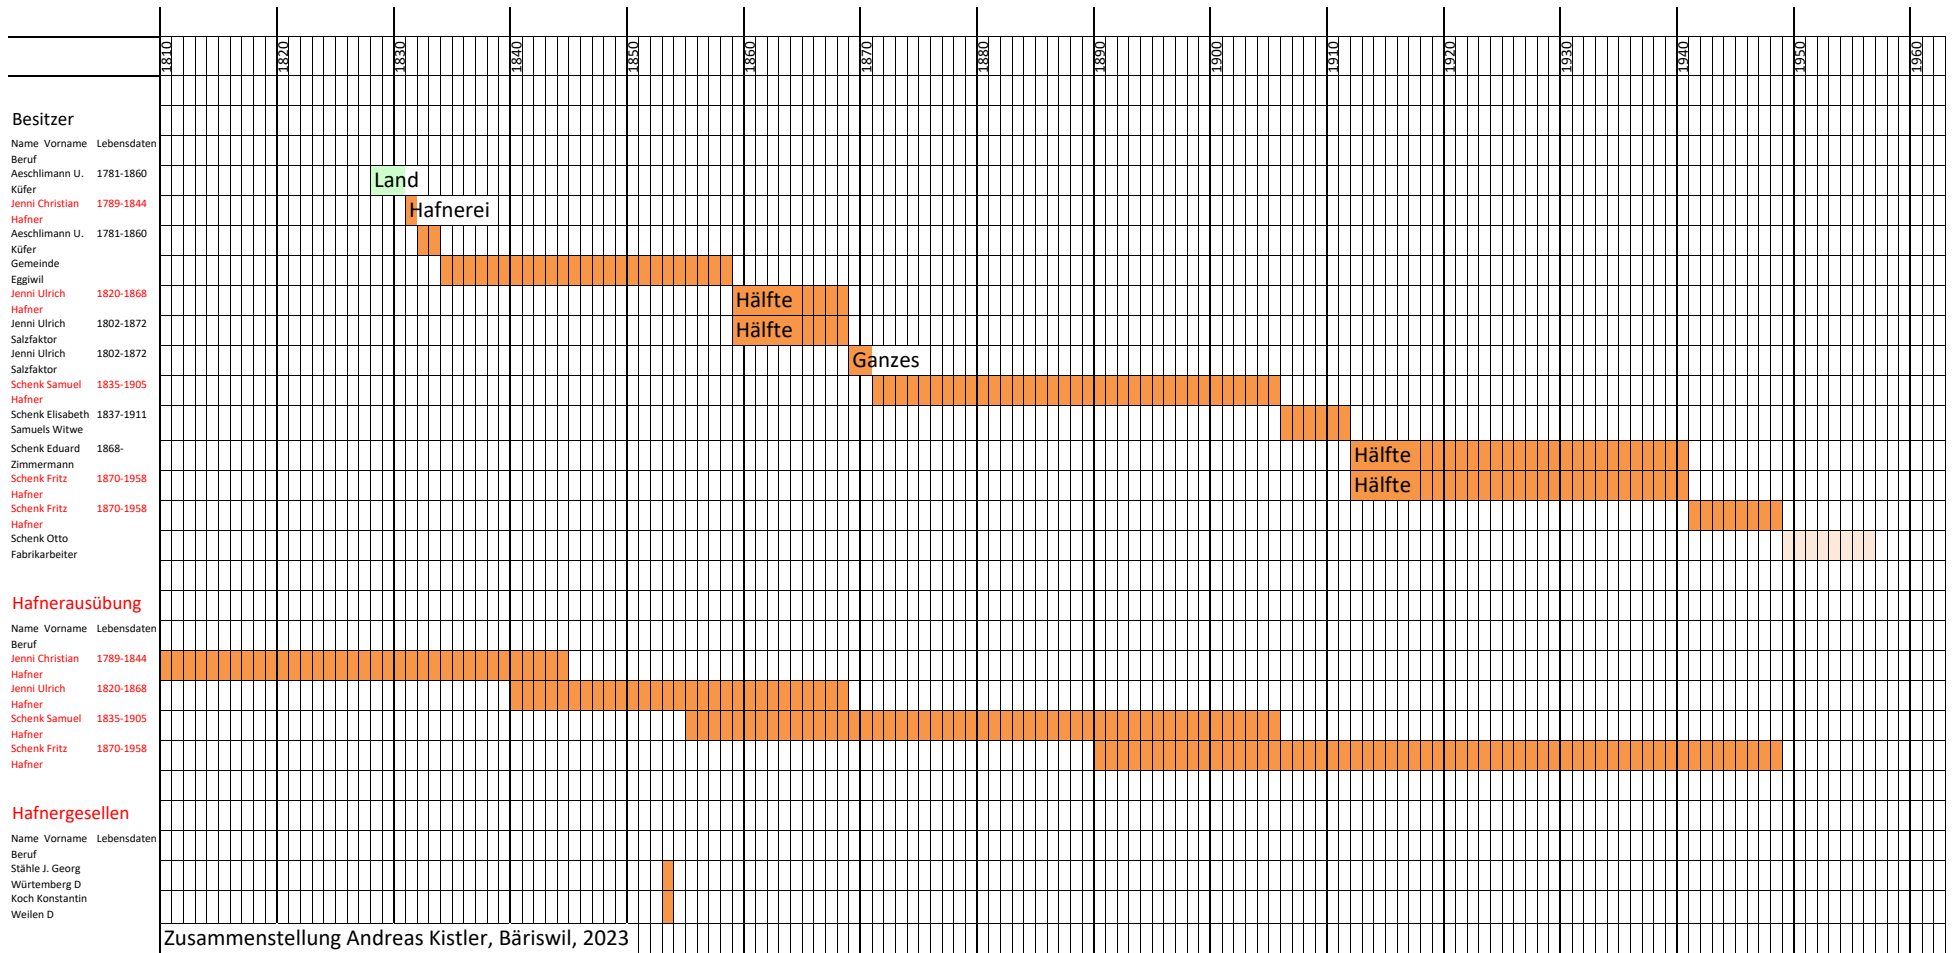 1810 1820 1830 1840 1850 1860 1870 1880 1890 1900 1910 1920 1930 1940 1950 1960
Besitzer
Name Vorname Lebensdaten
Beruf
Aeschlimann U. 1781-1860 Land
Küfer
Jenni Christian 1789-1844 Hafnerei
Hafner
Aeschlimann U. 1781-1860
Küfer
Gemeinde
Eggiwil
Jenni Ulrich 1820-1868 Hälfte
Hafner
Jenni Ulrich 1802-1872 Hälfte
Salzfaktor
Jenni Ulrich 1802-1872 Ganzes
Salzfaktor
Schenk Samuel 1835-1905
Hafner
Schenk Elisabeth 1837-1911
Samuels Witwe
Schenk Eduard 1868- Hälfte
Zimmermann
Schenk Fritz 1870-1958 Hälfte
Hafner
Schenk Fritz 1870-1958
Hafner
Schenk Otto
Fabrikarbeiter
Hafnerausübung
Name Vorname Lebensdaten
Beruf
Jenni Christian 1789-1844
Hafner
Jenni Ulrich 1820-1868
Hafner
Schenk Samuel 1835-1905
Hafner
Schenk Fritz 1870-1958
Hafner
Hafnergesellen
Name Vorname Lebensdaten
Beruf
Stähle J. Georg
Würtemberg D
Koch Konstantin
Weilen D
Zusammenstellung Andreas Kistler, Bäriswil, 2023